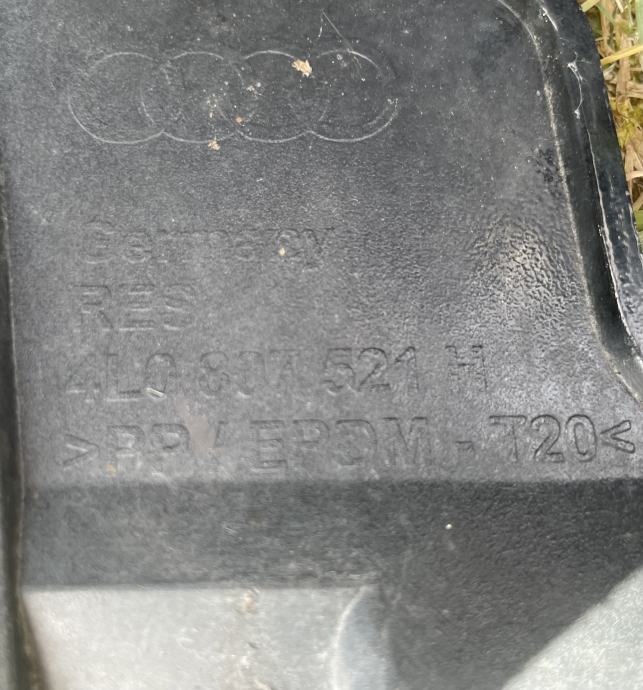 Germany
RES
4L0 807 521 H
>PP/EPDM-T20<